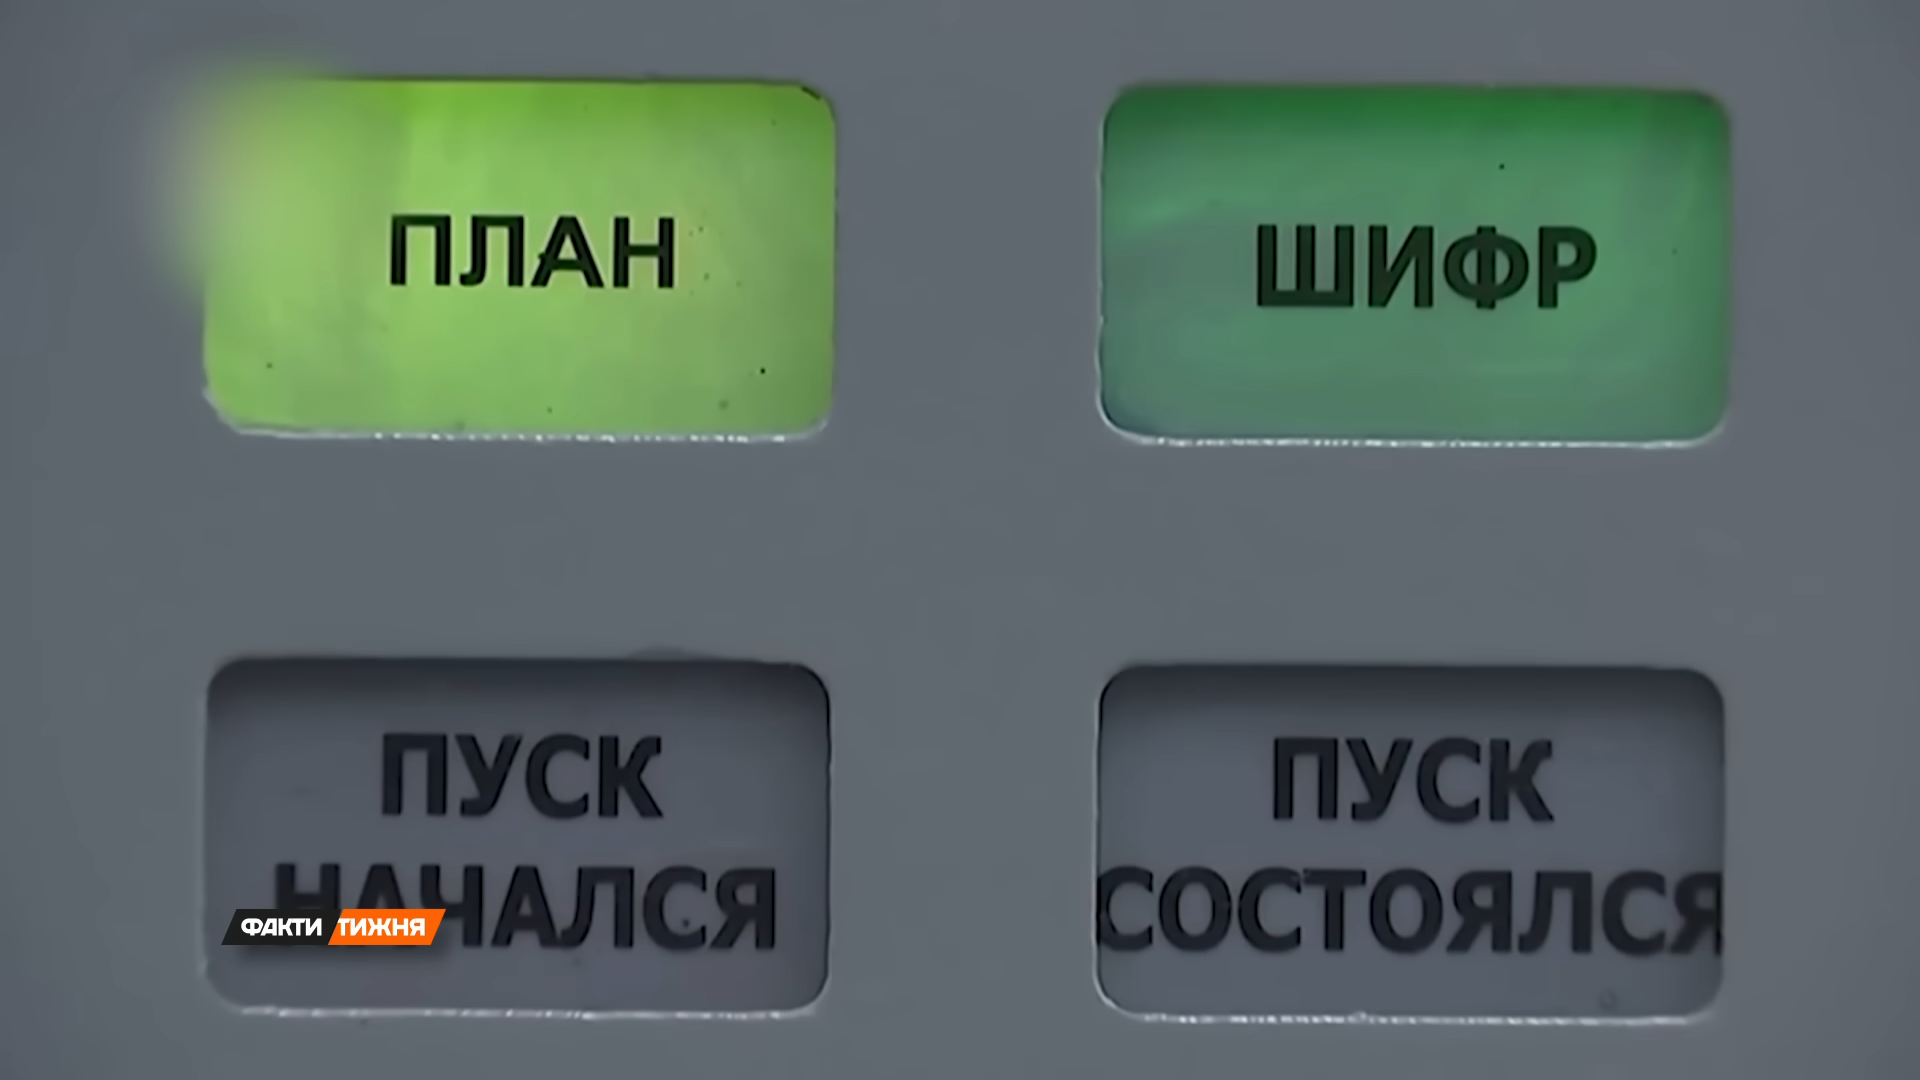 ПЛАН
ШИФР
ПУСК
НАЧАЛСЯ
ПУСК
СОСТОЯЛСЯ
ФАКТИ ТИЖНЯ